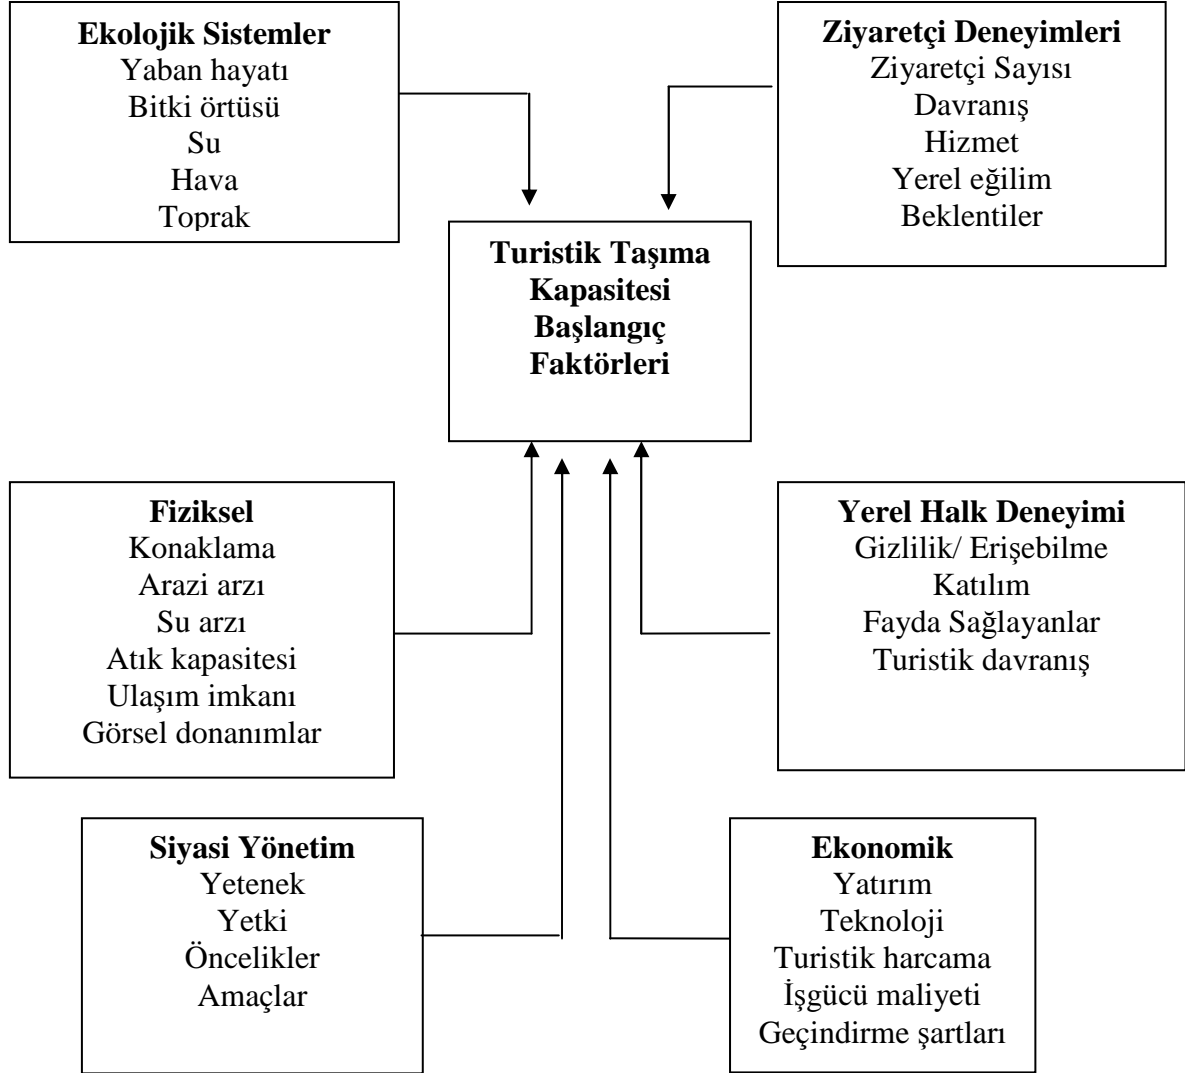 Ekolojik Sistemler
Yaban hayatı
Bitki örtüsü
Su
Hava
Toprak
Ziyaretçi Deneyimleri
Ziyaretçi Sayısı
Davranış
Hizmet
Yerel eğilim
Beklentiler
Turistik Taşıma
Kapasitesi
Başlangıç
Faktörleri
Fiziksel
Konaklama
Arazi arzı
Su arzı
Atık kapasitesi
Ulaşım imkanı
Görsel donanımlar
Yerel Halk Deneyimi
Gizlilik/ Erişebilme
Katılım
Fayda Sağlayanlar
Turistik davranış
Siyasi Yönetim
Yetenek
Yetki
Öncelikler
Amaçlar
Ekonomik
Yatırım
Teknoloji
Turistik harcama
İşgücü maliyeti
Geçindirme şartları